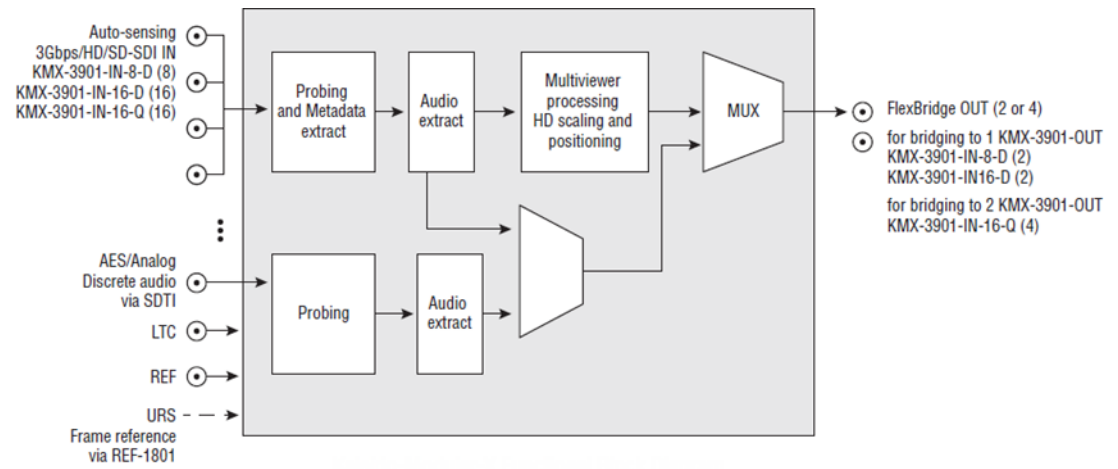 Auto-sensing
3Gbps/HD/SD-SDI IN
KMX-3901-IN-8-D (8)
KMX-3901-IN-16-D (16)
KMX-3901-IN-16-Q (16)
AES/Analog
Discrete audio
via SDTI
LTC
REF
URS
Frame reference
via REF-1801
Probing
and Metadata
extract
Audio
extract
Multiviewer
processing
HD scaling and
positioning
MUX
Probing
Audio
extract
FlexBridge OUT (2 or 4)
for bridging to 1 KMX-3901-OUT
KMX-3901-IN-8-D (2)
KMX-3901-IN16-D (2)
for bridging to 2 KMX-3901-OUT
KMX-3901-IN-16-Q (4)